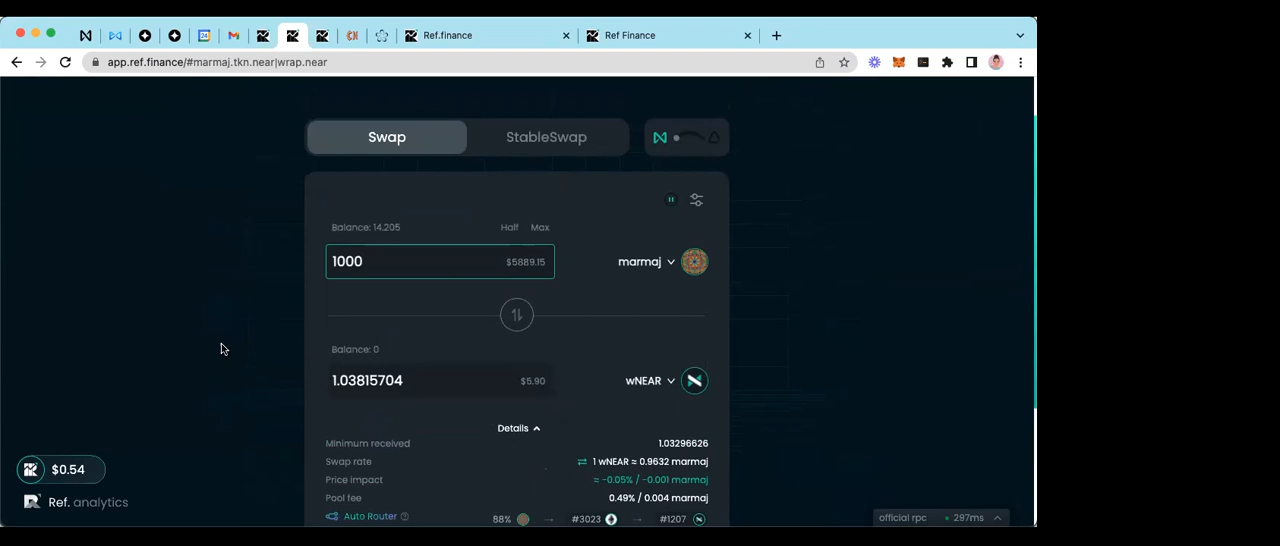 Ref.finance
Ref Finance
app.ref.finance/#marmaj.tkn.near|wrap.near
Swap
StableSwap
Balance: 14.205
Half
Max
1000
$5889.15
marmaj
Balance: 0
1.03815704
$5.90
wNEAR
Details
Minimum received
1.03296626
Swap rate
1 wNEAR ≈ 0.9632 marmaj
Price impact
≈ -0.05% / -0.001 marmaj
Pool fee
0.49% / 0.004 marmaj
Auto Router
88%
#3023
#1207
$0.54
Ref. analytics
official rpc
297ms